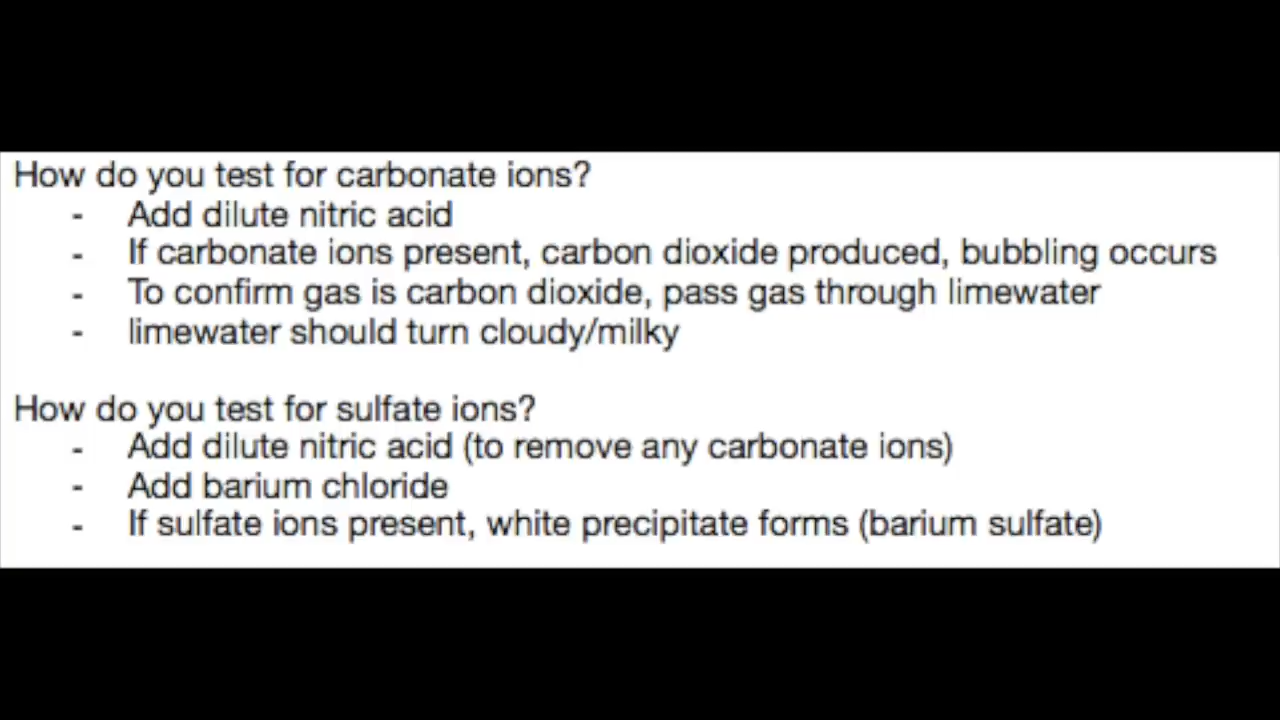 How do you test for carbonate ions?
- Add dilute nitric acid
- If carbonate ions present, carbon dioxide produced, bubbling occurs
- To confirm gas is carbon dioxide, pass gas through limewater
- limewater should turn cloudy/milky
How do you test for sulfate ions?
- Add dilute nitric acid (to remove any carbonate ions)
- Add barium chloride
- If sulfate ions present, white precipitate forms (barium sulfate)